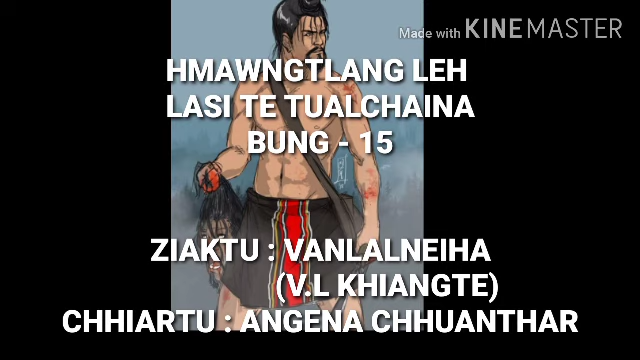 Made with KINEMASTER
HMAWNGTLANG LEH
LASI TE TUALCHAINA
BUNG - 15
ZIAKTU : VANLALNEIHA
(V.L KHIANGTE)
CHHIARTU : ANGENA CHHUANTHAR